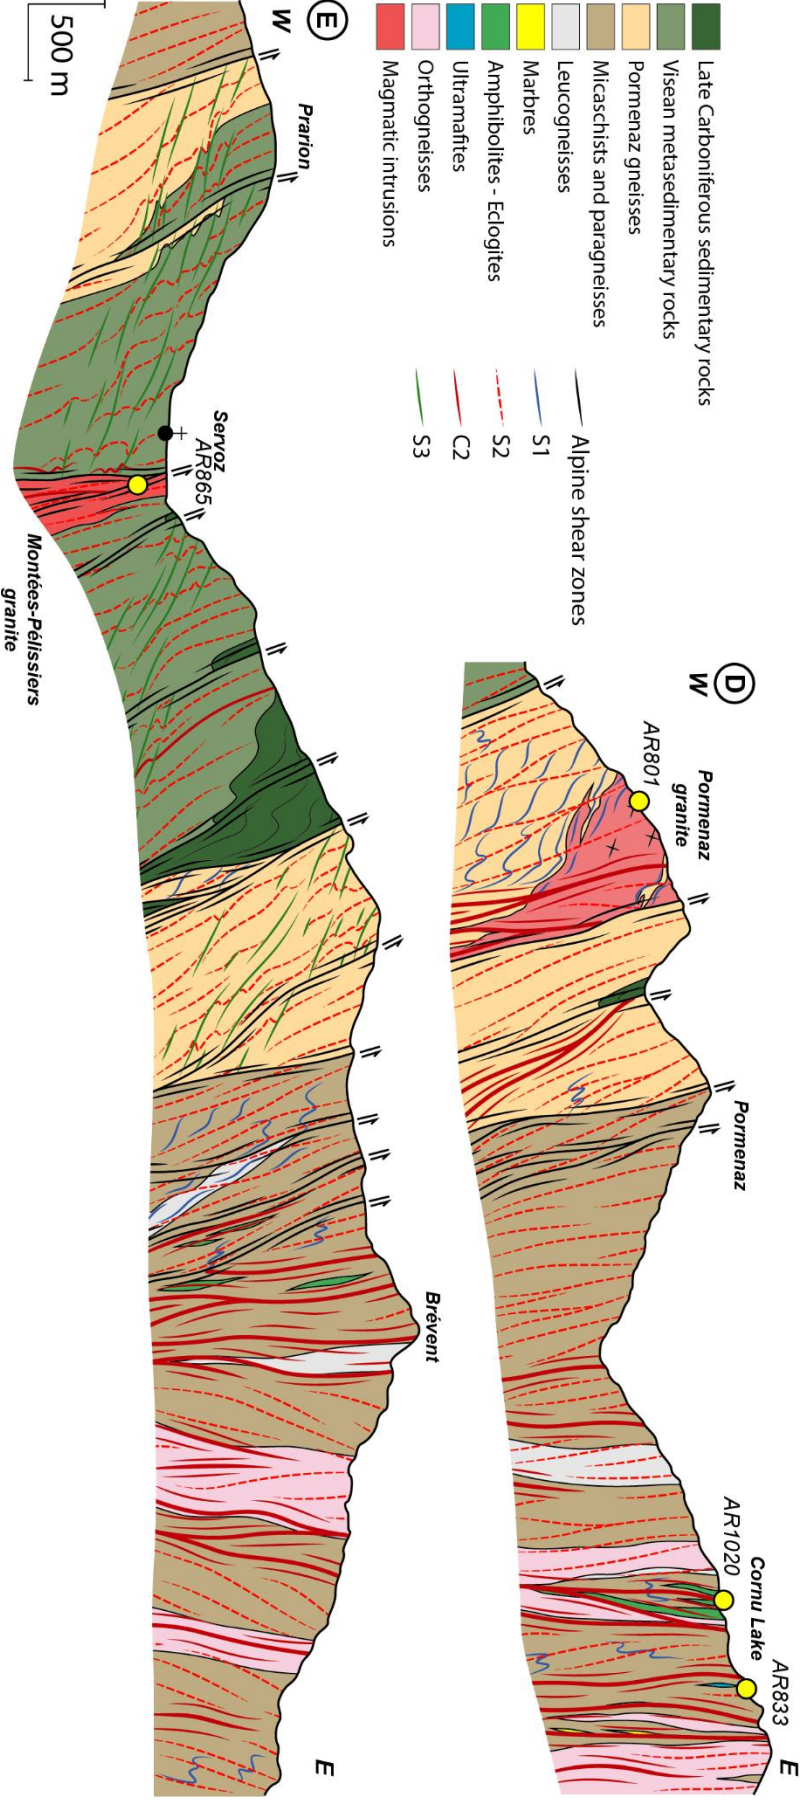 Late Carboniferous sedimentary rocks
Visean metasedimentary rocks
Pormenaz gneisses
Micaschists and paragneisses
Leucogneisses
Marbres
Amphibolites - Eclogites
Ultramafites
Orthogneisses
Magmatic intrusions
Alpine shear zones
S1
S2
C2
S3
D
W
AR801
Pormenaz
granite
Pormenaz
AR1020
Cornu Lake
AR833
E
E
W
Prarion
Servoz
AR865
Montées-Pélissiers
granite
Brévent
E
500 m